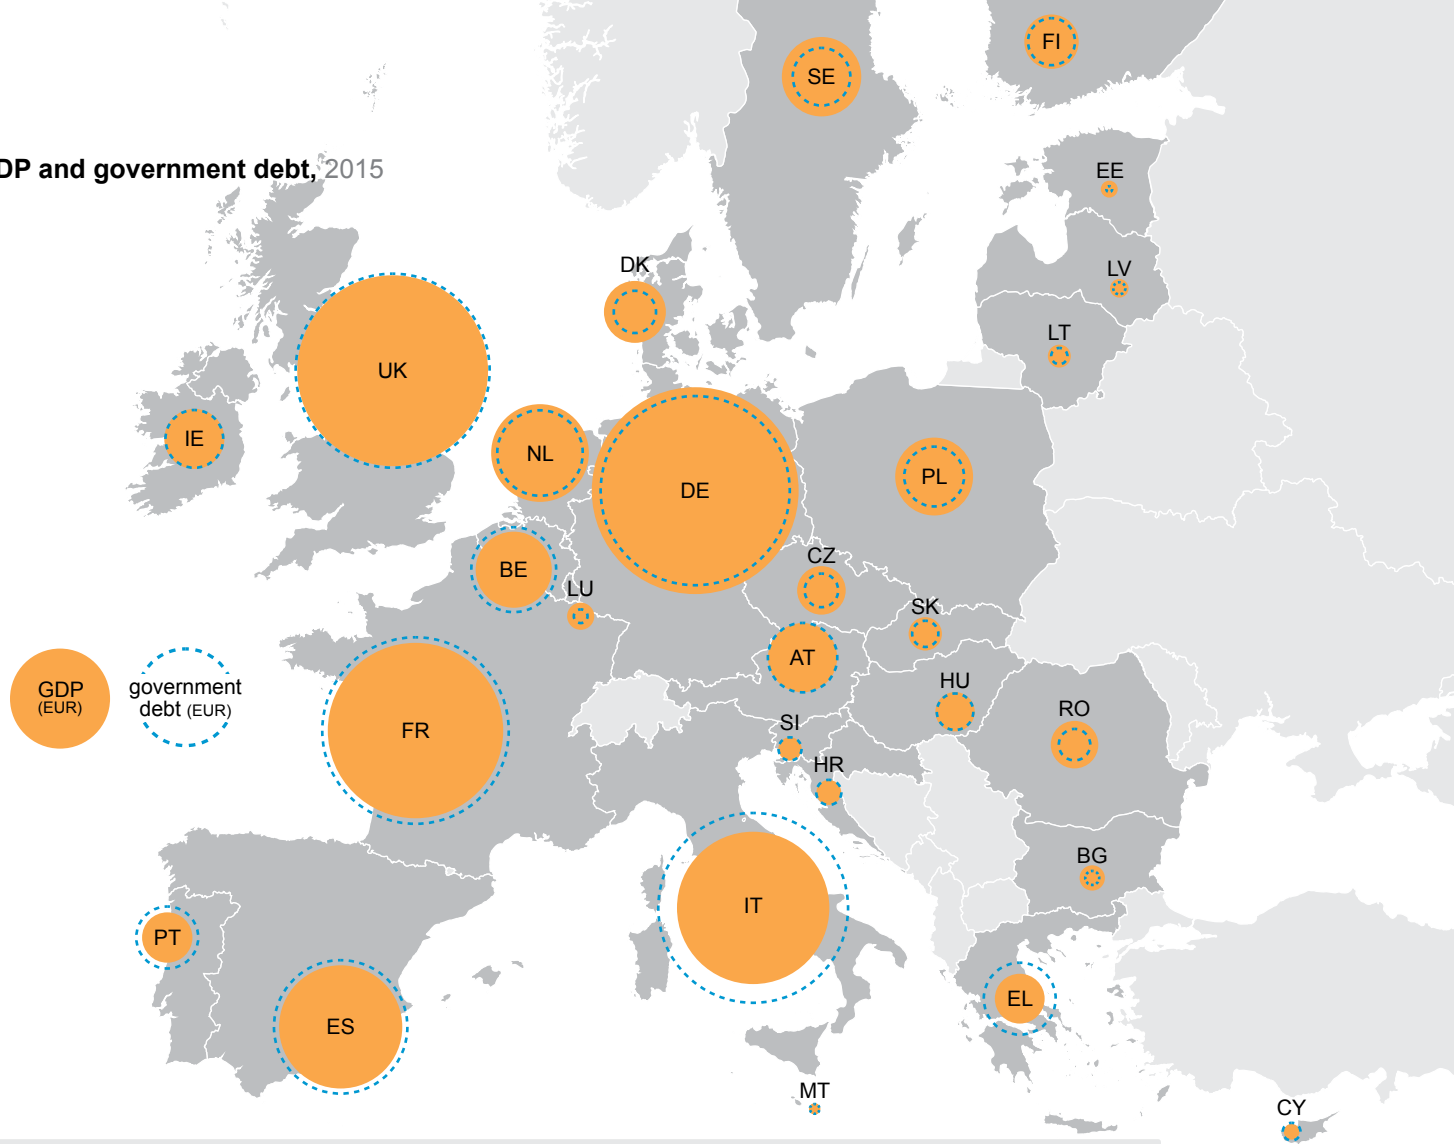 FI
SE
DP and government debt, 2015
EE
DK
LV
LT
UK
IE
NL
PL
DE
CZ
BE
LU
SK
AT
HU
GDP
(EUR)
government
debt (EUR)
FR
RO
SI
HR
BG
IT
PT
EL
ES
MT
CY